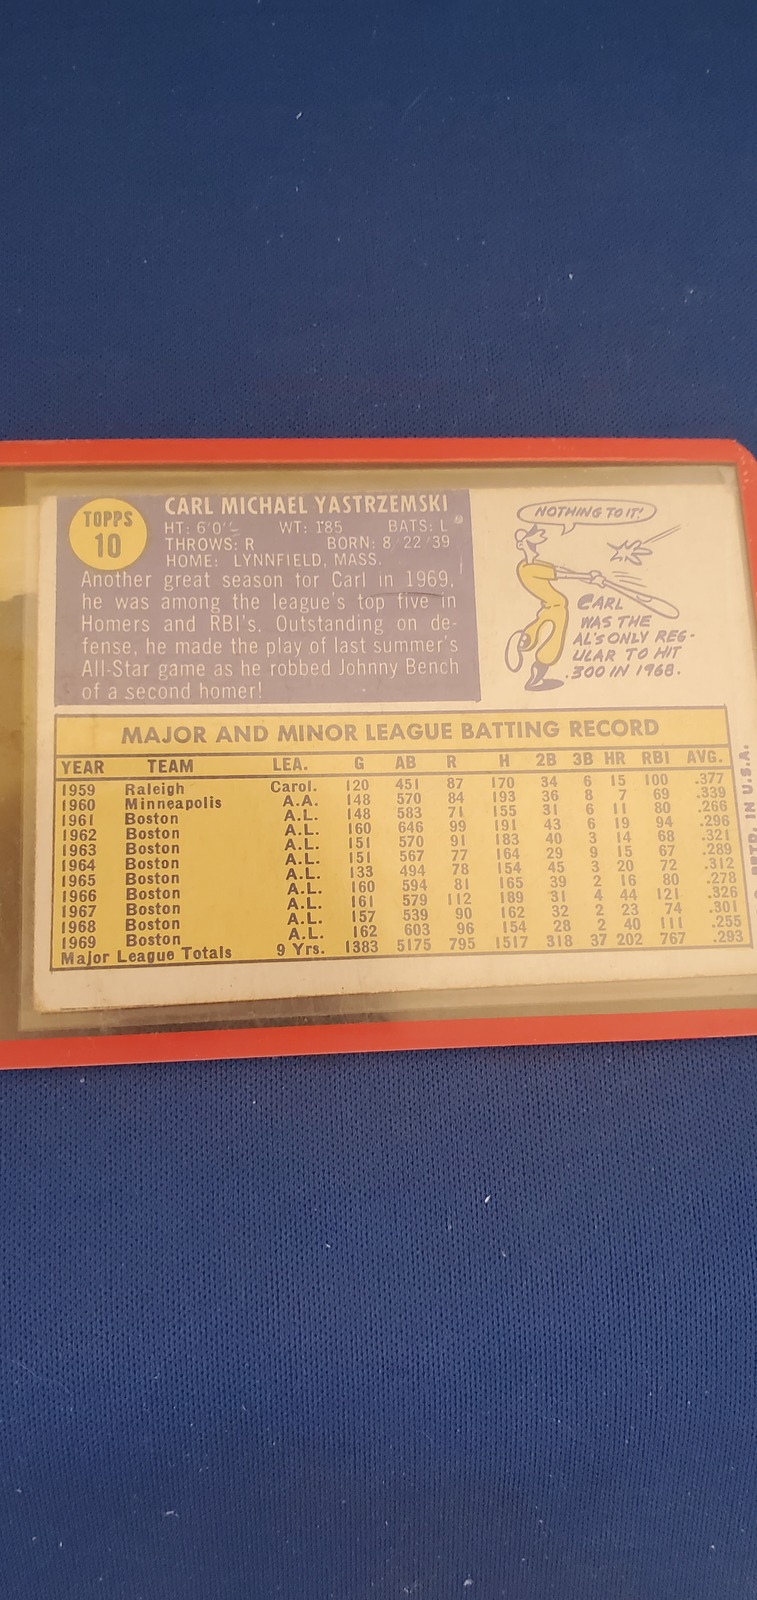 TOPPS
10
CARL MICHAEL YASTRZEMSKI
HT: 6'0" WT: 185 BATS: L
THROWS: R BORN: 8 22 39
HOME: LYNNFIELD, MASS.
Another great season for Carl in 1969,
he was among the league's top five in
Homers and RBI's. Outstanding on de-
fense, he made the play of last summer's
All-Star game as he robbed Johnny Bench
of a second homer!
NOTHING TO IT!
CARL
WAS THE
AL'S ONLY REG-
ULAR TO HIT
.300 IN 1968.
MAJOR AND MINOR LEAGUE BATTING RECORD
YEAR TEAM LEA. G AB R H 2B 3B HR RBI AVG.
1959 Raleigh Carol. 120 451 87 170 34 6 15 100 .377
1960 Minneapolis A.A. 148 570 84 193 36 8 7 69 .339
1961 Boston A.L. 148 583 71 155 31 6 11 80 .266
1962 Boston A.L. 160 646 99 191 43 6 19 94 .296
1963 Boston A.L. 151 570 91 183 40 3 14 68 .321
1964 Boston A.L. 151 567 77 164 29 9 15 67 .289
1965 Boston A.L. 133 494 78 154 45 3 20 72 .312
1966 Boston A.L. 160 594 81 165 39 2 16 80 .278
1967 Boston A.L. 161 579 112 189 31 4 44 121 .326
1968 Boston A.L. 157 539 90 162 32 2 23 74 .301
1969 Boston A.L. 162 603 96 154 28 2 40 111 .255
Major League Totals 9 Yrs. 1383 5175 795 1517 318 37 202 767 .293
PRTD. IN U.S.A.